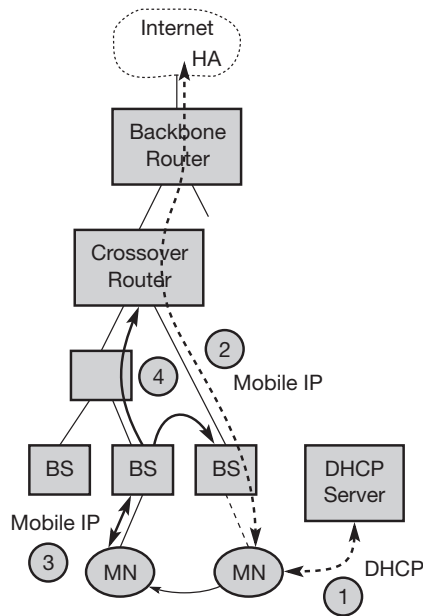 Internet
HA
Backbone
Router
Crossover
Router
2
4
Mobile IP
BS
BS
BS
DHCP
Server
Mobile IP
3
MN
MN
DHCP
1